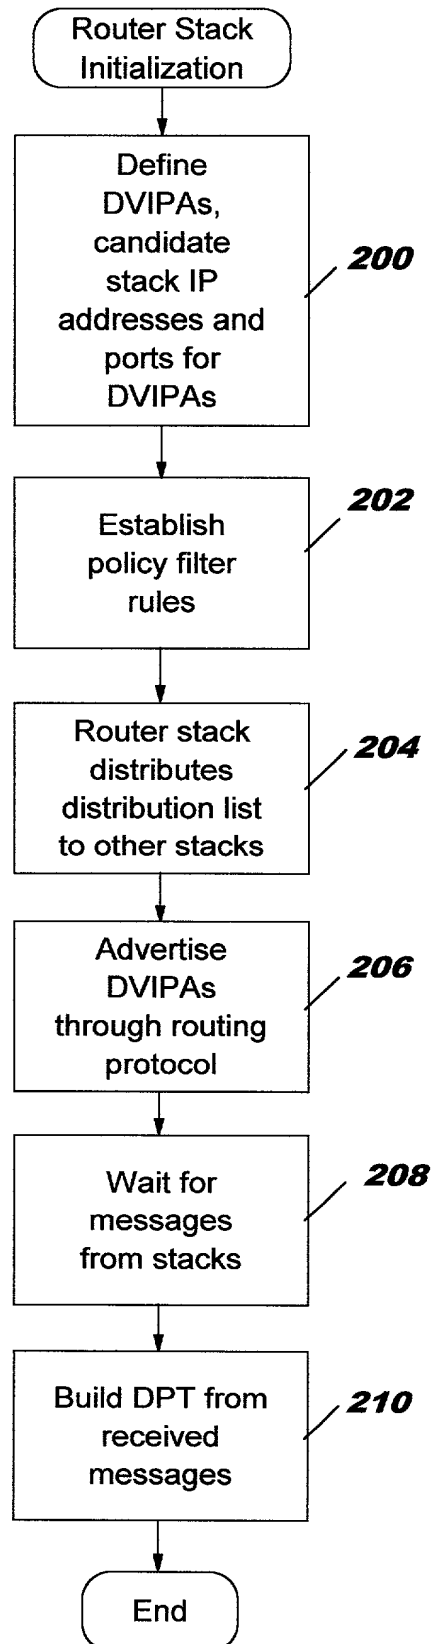 Router Stack
Initialization
Define
DVIPAs,
candidate
stack IP
addresses and
ports for
DVIPAs
200
Establish
policy filter
rules
202
Router stack
distributes
distribution list
to other stacks
204
Advertise
DVIPAs
through routing
protocol
206
Wait for
messages
from stacks
208
Build DPT from
received
messages
210
End